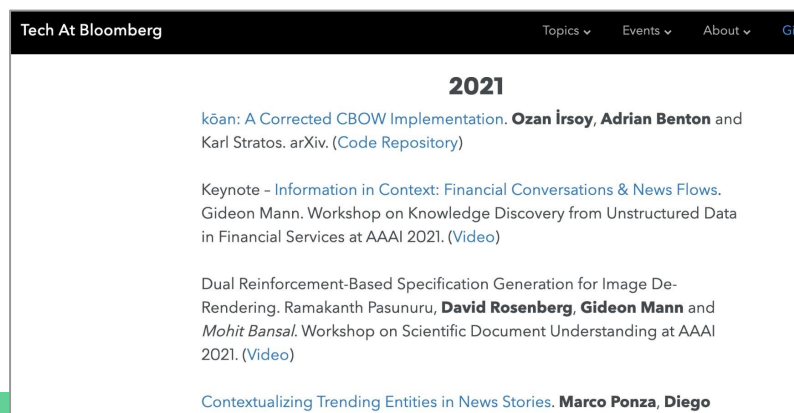 Tech At Bloomberg
Topics Events About
2021
kōan: A Corrected CBOW Implementation. Ozan İrsoy, Adrian Benton and
Karl Stratos. arXiv. (Code Repository)
Keynote – Information in Context: Financial Conversations & News Flows.
Gideon Mann. Workshop on Knowledge Discovery from Unstructured Data
in Financial Services at AAAI 2021. (Video)
Dual Reinforcement-Based Specification Generation for Image De-
Rendering. Ramakanth Pasunuru, David Rosenberg, Gideon Mann and
Mohit Bansal. Workshop on Scientific Document Understanding at AAAI
2021. (Video)
Contextualizing Trending Entities in News Stories. Marco Ponza, Diego